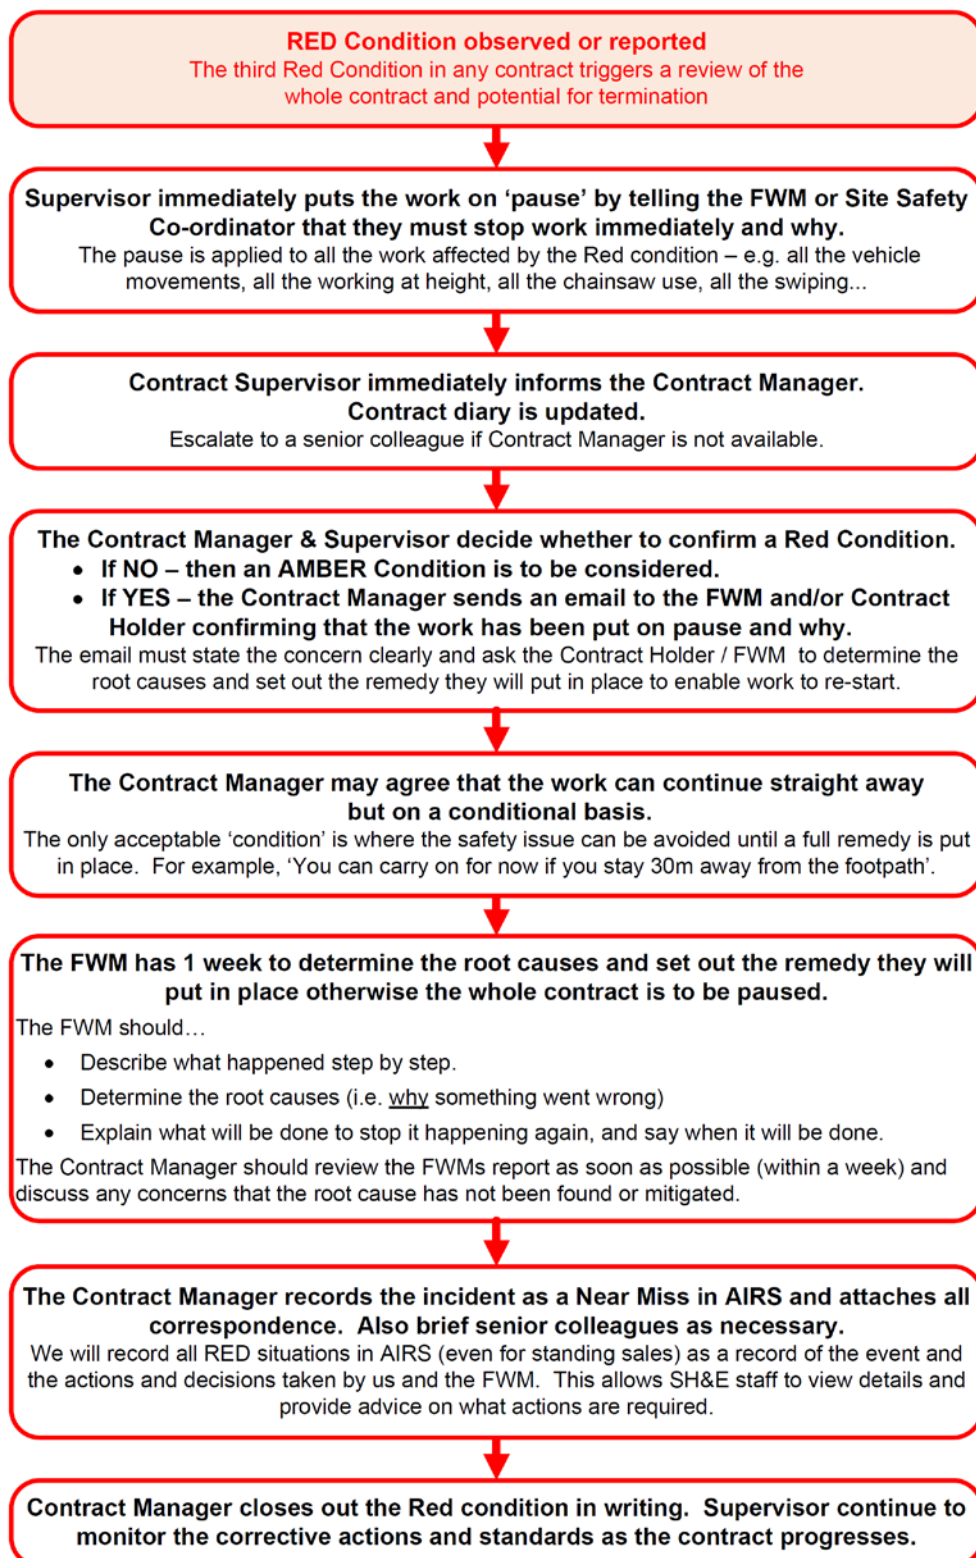 RED Condition observed or reported
The third Red Condition in any contract triggers a review of the
whole contract and potential for termination
Supervisor immediately puts the work on ‘pause’ by telling the FWM or Site Safety
Co-ordinator that they must stop work immediately and why.
The pause is applied to all the work affected by the Red condition – e.g. all the vehicle
movements, all the working at height, all the chainsaw use, all the swiping...
Contract Supervisor immediately informs the Contract Manager.
Contract diary is updated.
Escalate to a senior colleague if Contract Manager is not available.
The Contract Manager & Supervisor decide whether to confirm a Red Condition.
• If NO – then an AMBER Condition is to be considered.
• If YES – the Contract Manager sends an email to the FWM and/or Contract
Holder confirming that the work has been put on pause and why.
The email must state the concern clearly and ask the Contract Holder / FWM to determine the
root causes and set out the remedy they will put in place to enable work to re-start.
The Contract Manager may agree that the work can continue straight away
but on a conditional basis.
The only acceptable ‘condition’ is where the safety issue can be avoided until a full remedy is put
in place. For example, ‘You can carry on for now if you stay 30m away from the footpath’.
The FWM has 1 week to determine the root causes and set out the remedy they will
put in place otherwise the whole contract is to be paused.
The FWM should…
• Describe what happened step by step.
• Determine the root causes (i.e. why something went wrong)
• Explain what will be done to stop it happening again, and say when it will be done.
The Contract Manager should review the FWMs report as soon as possible (within a week) and
discuss any concerns that the root cause has not been found or mitigated.
The Contract Manager records the incident as a Near Miss in AIRS and attaches all
correspondence. Also brief senior colleagues as necessary.
We will record all RED situations in AIRS (even for standing sales) as a record of the event and
the actions and decisions taken by us and the FWM. This allows SH&E staff to view details and
provide advice on what actions are required.
Contract Manager closes out the Red condition in writing. Supervisor continue to
monitor the corrective actions and standards as the contract progresses.